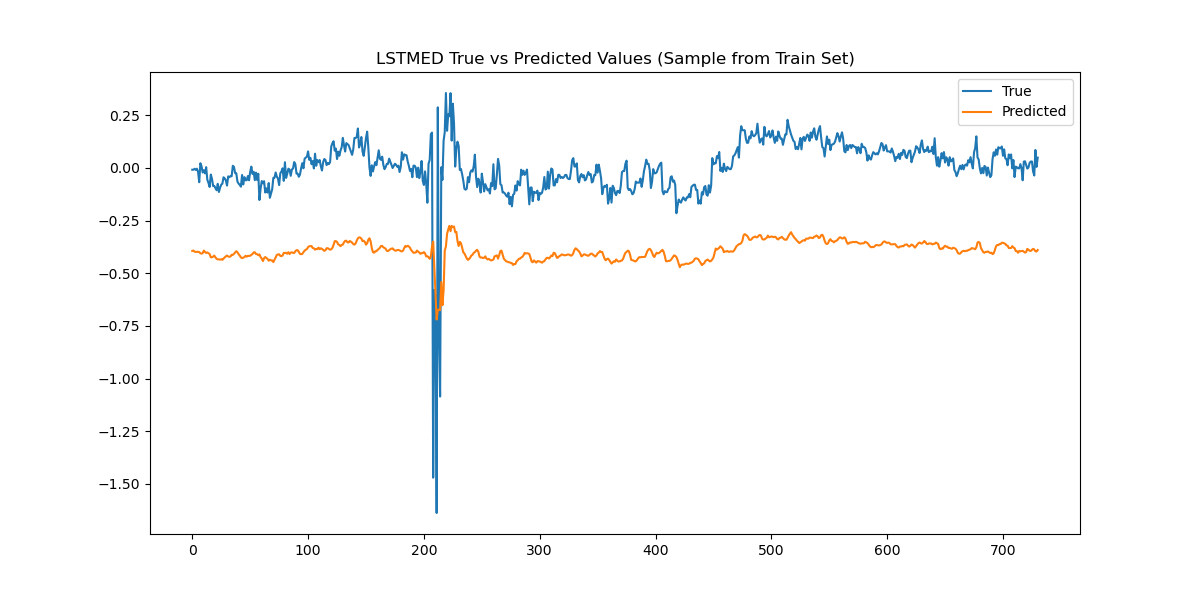 LSTMED True vs Predicted Values (Sample from Train Set)
True
Predicted
0.25
0.00
−0.25
−0.50
−0.75
−1.00
−1.25
−1.50
0 100 200 300 400 500 600 700